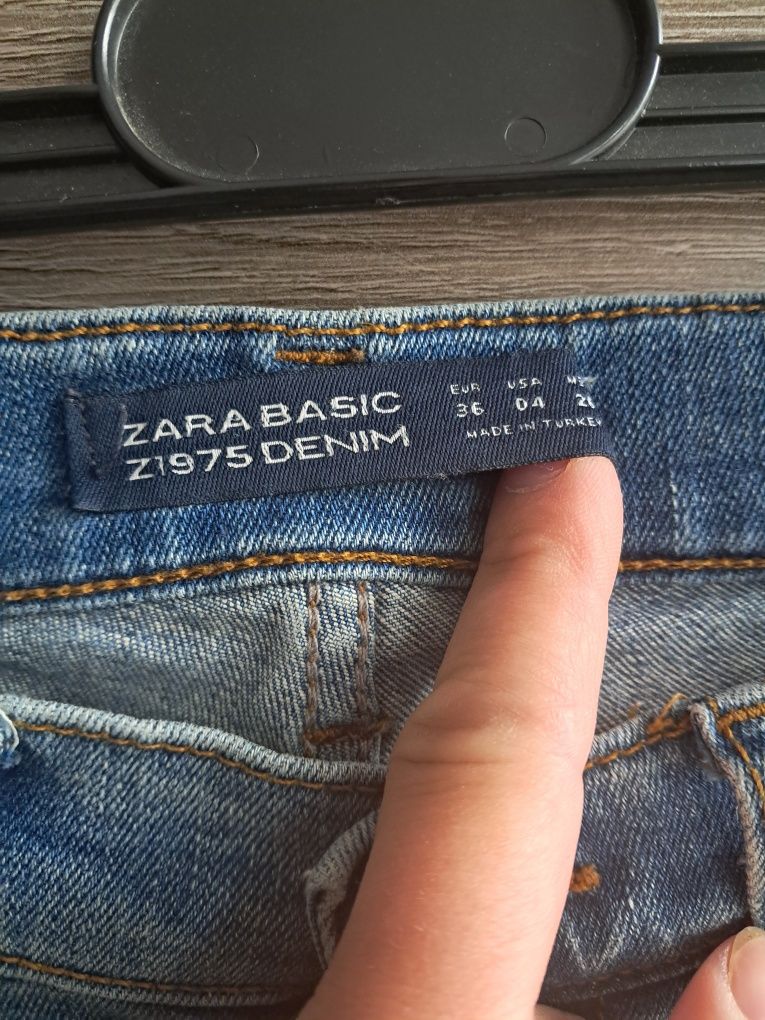 ZARA BASIC
Z1975 DENIM
EUR USA
36 04
MADE IN TURKEY